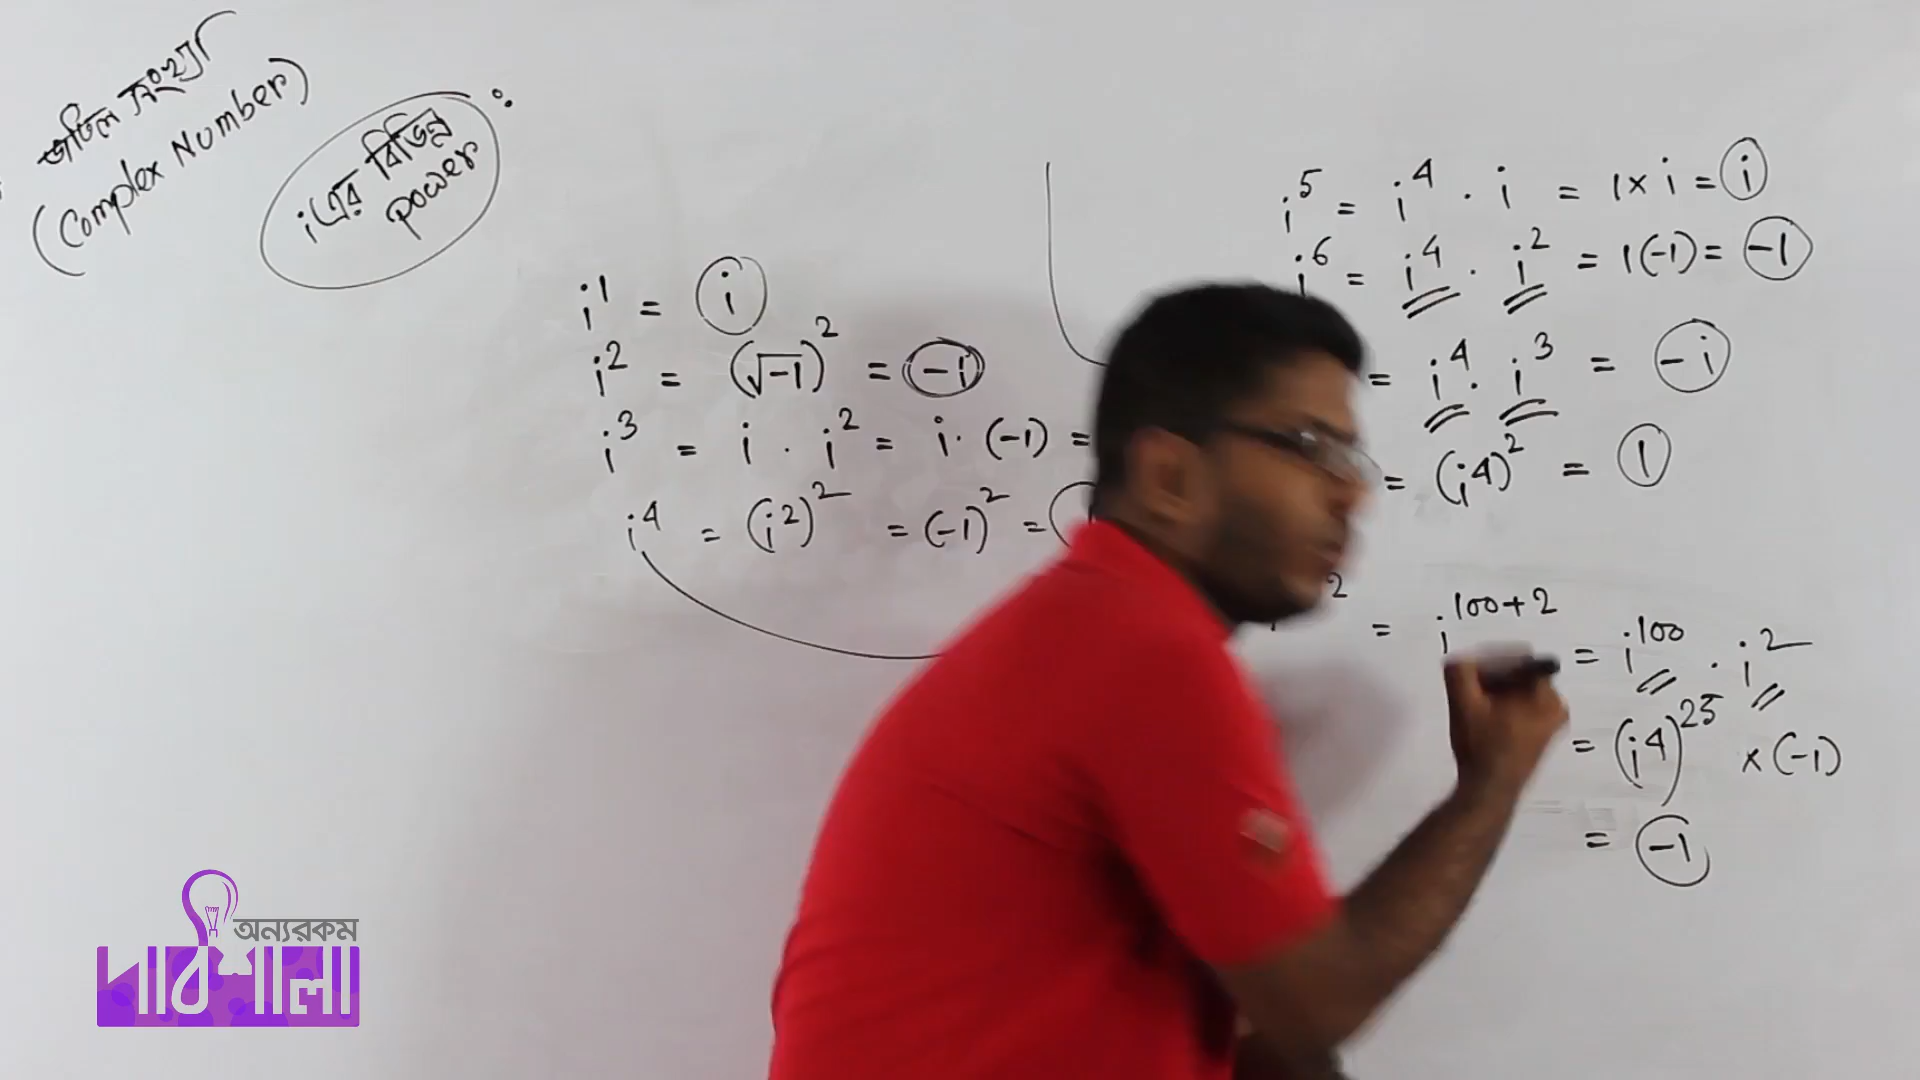 জটিল সংখ্যা
(Complex Number)
i এর বিভিন্ন
power :
i¹ = i
i² = (√-1)² = -1
i³ = i . i² = i. (-1) =
i⁴ = (i²)² = (-1)² =
i⁵ = i⁴ . i = 1 x i = i
i⁶ = i⁴ . i² = 1(-1) = -1
= i⁴ . i³ = -i
= (i⁴)² = 1
² = i¹⁰⁰⁺² = i¹⁰⁰ . i²
= (i⁴)²⁵ x (-1)
= -1
অন্যরকম
পাঠশালা